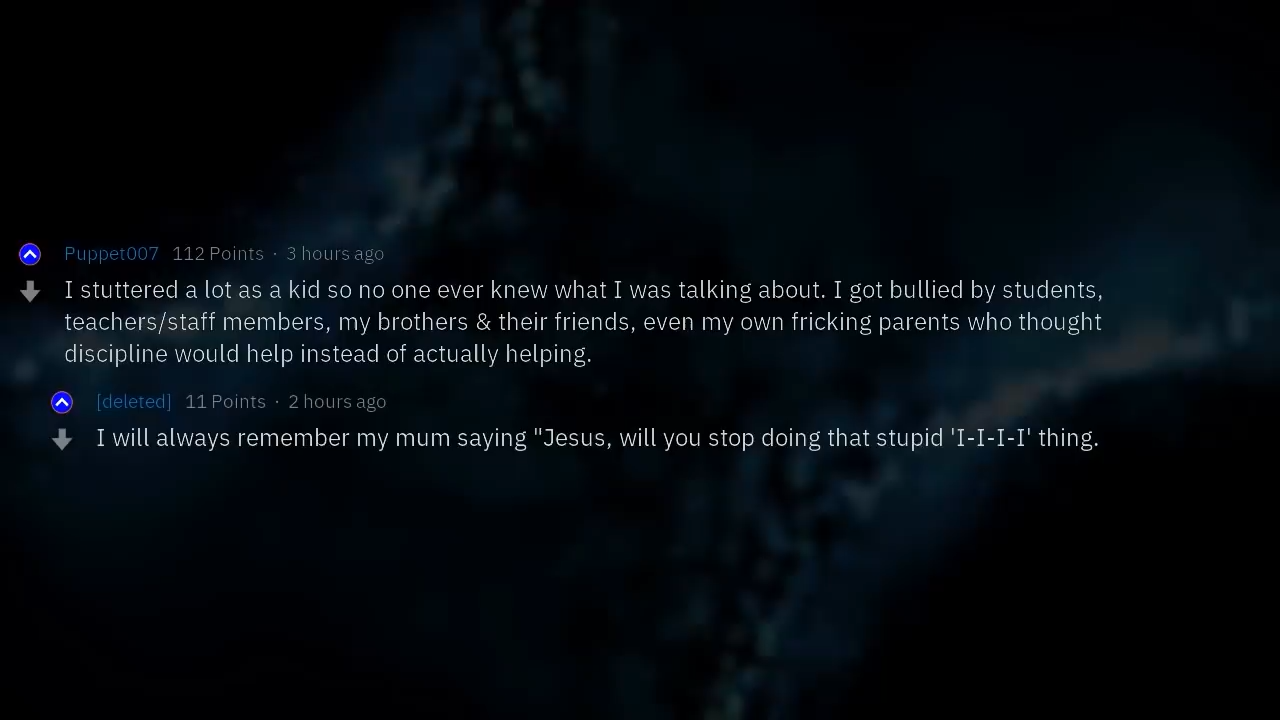 Puppet007 112 Points · 3 hours ago
I stuttered a lot as a kid so no one ever knew what I was talking about. I got bullied by students,
teachers/staff members, my brothers & their friends, even my own fricking parents who thought
discipline would help instead of actually helping.
[deleted] 11 Points · 2 hours ago
I will always remember my mum saying "Jesus, will you stop doing that stupid 'I-I-I-I' thing.